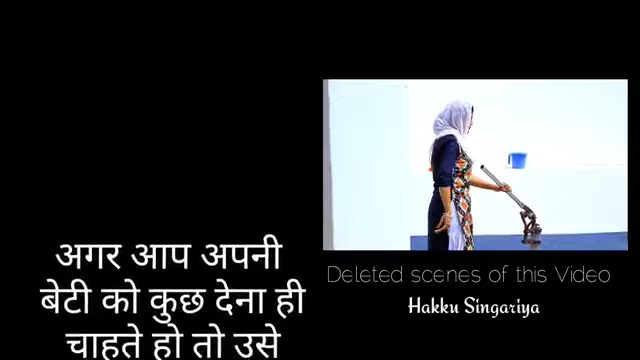 अगर आप अपनी
बेटी को कुछ देना ही
चाहते हो तो उसे
Deleted scenes of this Video
Hakku Singariya